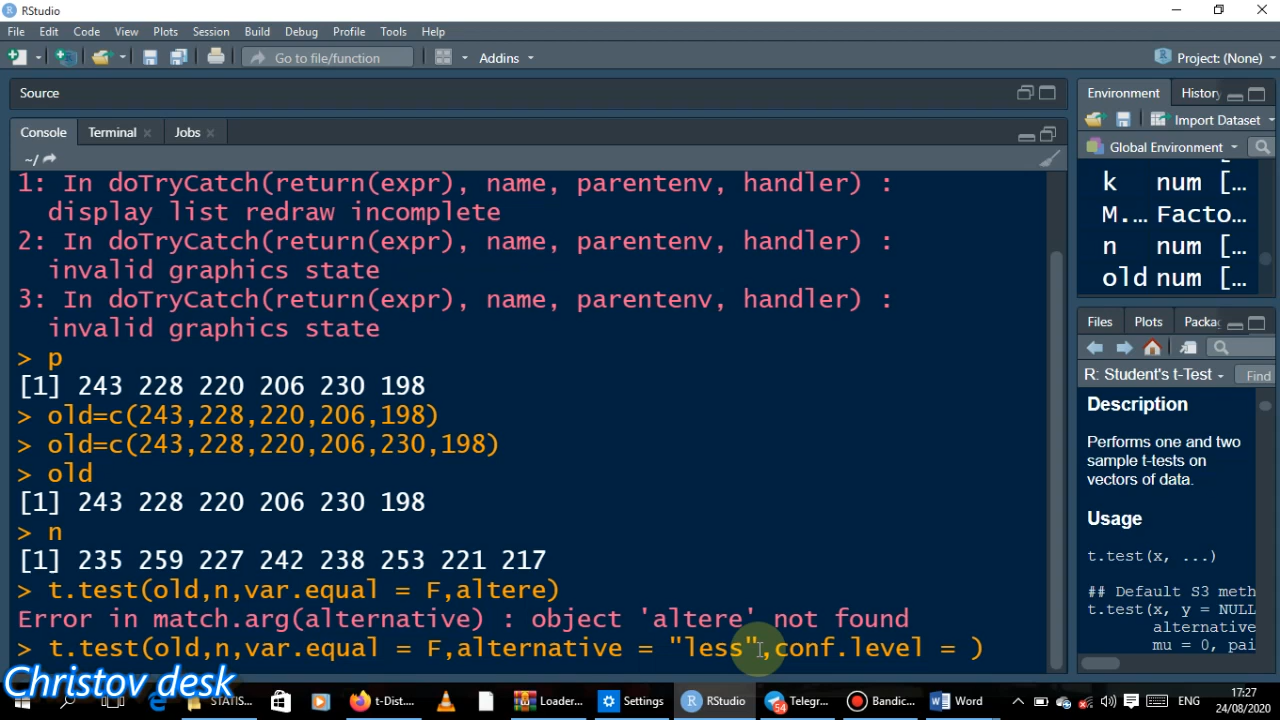 RStudio
File Edit Code View Plots Session Build Debug Profile Tools Help
Go to file/function Addins Project: (None)
Source
Console Terminal Jobs
~/
1: In doTryCatch(return(expr), name, parentenv, handler) :
display list redraw incomplete
2: In doTryCatch(return(expr), name, parentenv, handler) :
invalid graphics state
3: In doTryCatch(return(expr), name, parentenv, handler) :
invalid graphics state
> p
[1] 243 228 220 206 230 198
> old=c(243,228,220,206,198)
> old=c(243,228,220,206,230,198)
> old
[1] 243 228 220 206 230 198
> n
[1] 235 259 227 242 238 253 221 217
> t.test(old,n,var.equal = F,altere)
Error in match.arg(alternative) : object 'altere' not found
> t.test(old,n,var.equal = F,alternative = "less",conf.level = )
Environment History
Import Dataset
Global Environment
k num [...
M... Facto...
n num [...
old num [...
Files Plots Packa
R: Student's t-Test Find
Description
Performs one and two
sample t-tests on
vectors of data.
Usage
t.test(x, ...)
## Default S3 meth
t.test(x, y = NULL
alternative
mu = 0, pai
Christov desk
STATIS... t-Dist... Loader... Settings RStudio 54 Telegr... Bandic... Word ENG 17:27
24/08/2020